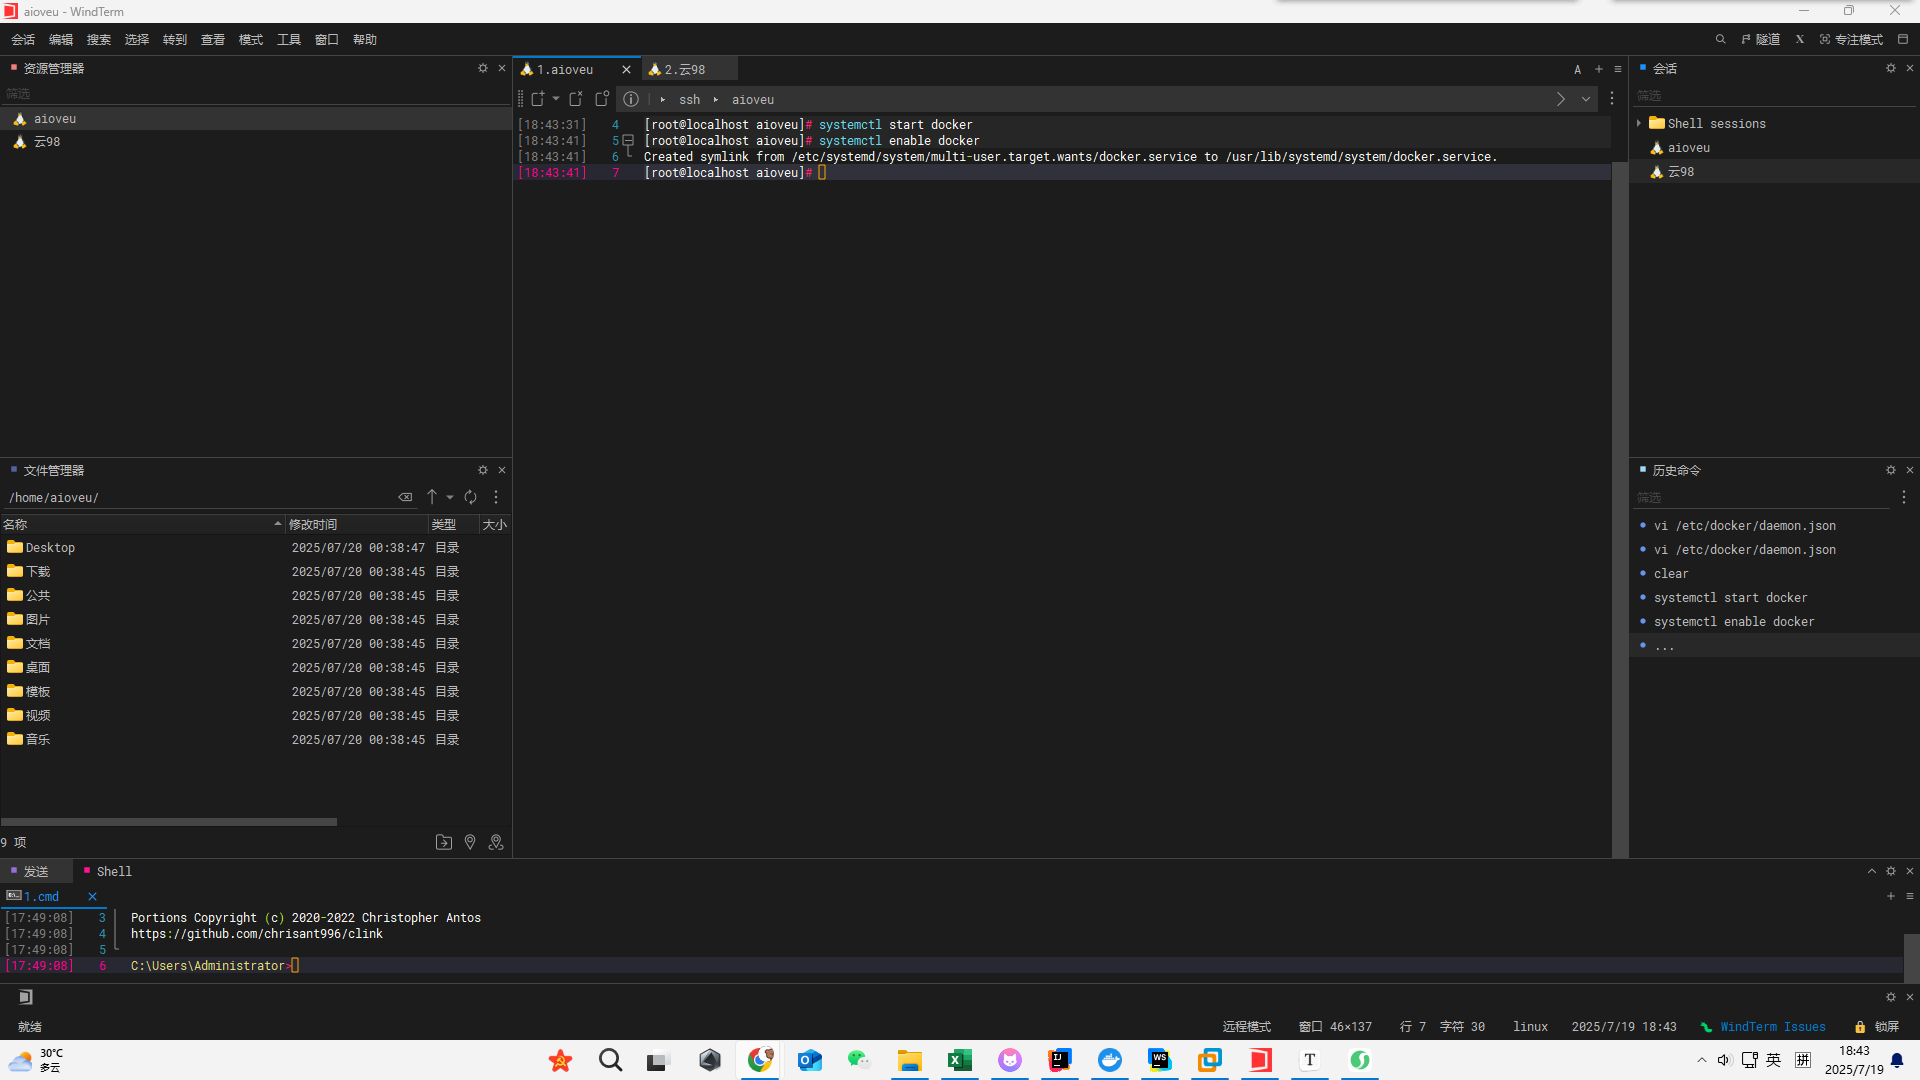 aioveu - WindTerm
会话 编辑 搜索 选择 转到 查看 模式 工具 窗口 帮助
隧道 X 专注模式
资源管理器
筛选
aioveu
云98
1.aioveu
2.云98
A
ssh aioveu
[18:43:31] 4 [root@localhost aioveu]# systemctl start docker
[18:43:41] 5 [root@localhost aioveu]# systemctl enable docker
[18:43:41] 6 Created symlink from /etc/systemd/system/multi-user.target.wants/docker.service to /usr/lib/systemd/system/docker.service.
[18:43:41] 7 [root@localhost aioveu]#
会话
筛选
Shell sessions
aioveu
云98
文件管理器
/home/aioveu/
名称 修改时间 类型 大小
Desktop 2025/07/20 00:38:47 目录
下载 2025/07/20 00:38:45 目录
公共 2025/07/20 00:38:45 目录
图片 2025/07/20 00:38:45 目录
文档 2025/07/20 00:38:45 目录
桌面 2025/07/20 00:38:45 目录
模板 2025/07/20 00:38:45 目录
视频 2025/07/20 00:38:45 目录
音乐 2025/07/20 00:38:45 目录
9 项
历史命令
筛选
vi /etc/docker/daemon.json
vi /etc/docker/daemon.json
clear
systemctl start docker
systemctl enable docker
...
发送 Shell
1.cmd
[17:49:08] 3 Portions Copyright (c) 2020-2022 Christopher Antos
[17:49:08] 4 https://github.com/chrisant996/clink
[17:49:08] 5
[17:49:08] 6 C:\Users\Administrator>
就绪
远程模式 窗口 46×137 行 7 字符 30 linux 2025/7/19 18:43 WindTerm Issues 锁屏
30°C
多云
英 拼
18:43
2025/7/19